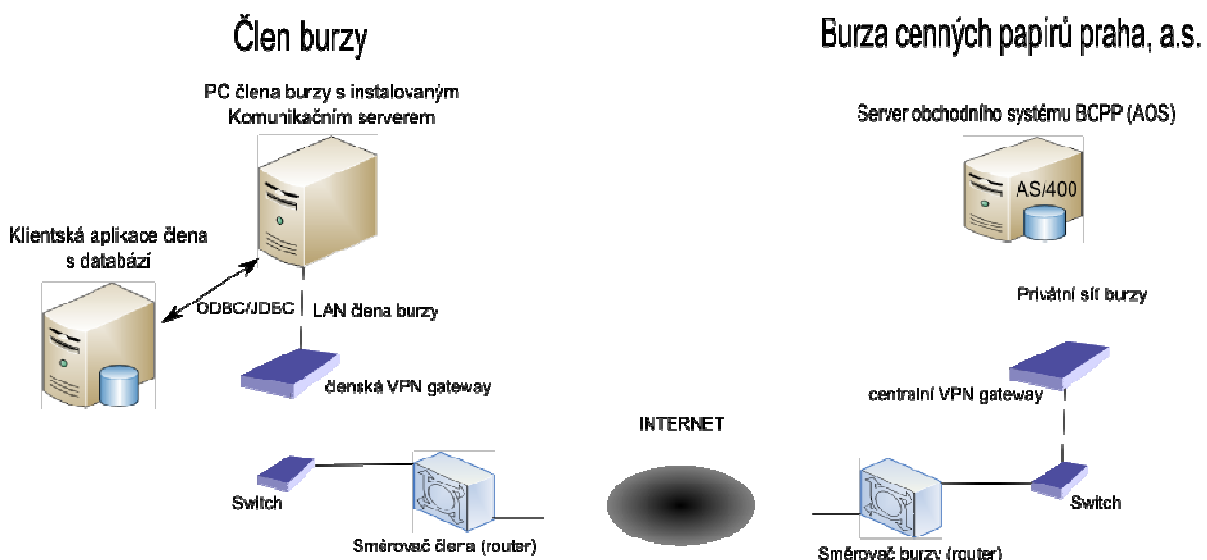 Člen burzy
Burza cenných papírů praha, a.s.
PC člena burzy s instalovaným
Komunikačním serverem
Server obchodního systému BCPP (AOS)
AS/400
Klientská aplikace člena
s databází
ODBC/JDBC
LAN člena burzy
Privátní síť burzy
členská VPN gateway
centralní VPN gateway
INTERNET
Switch
Switch
Směrovač člena (router)
Směrovač burzy (router)